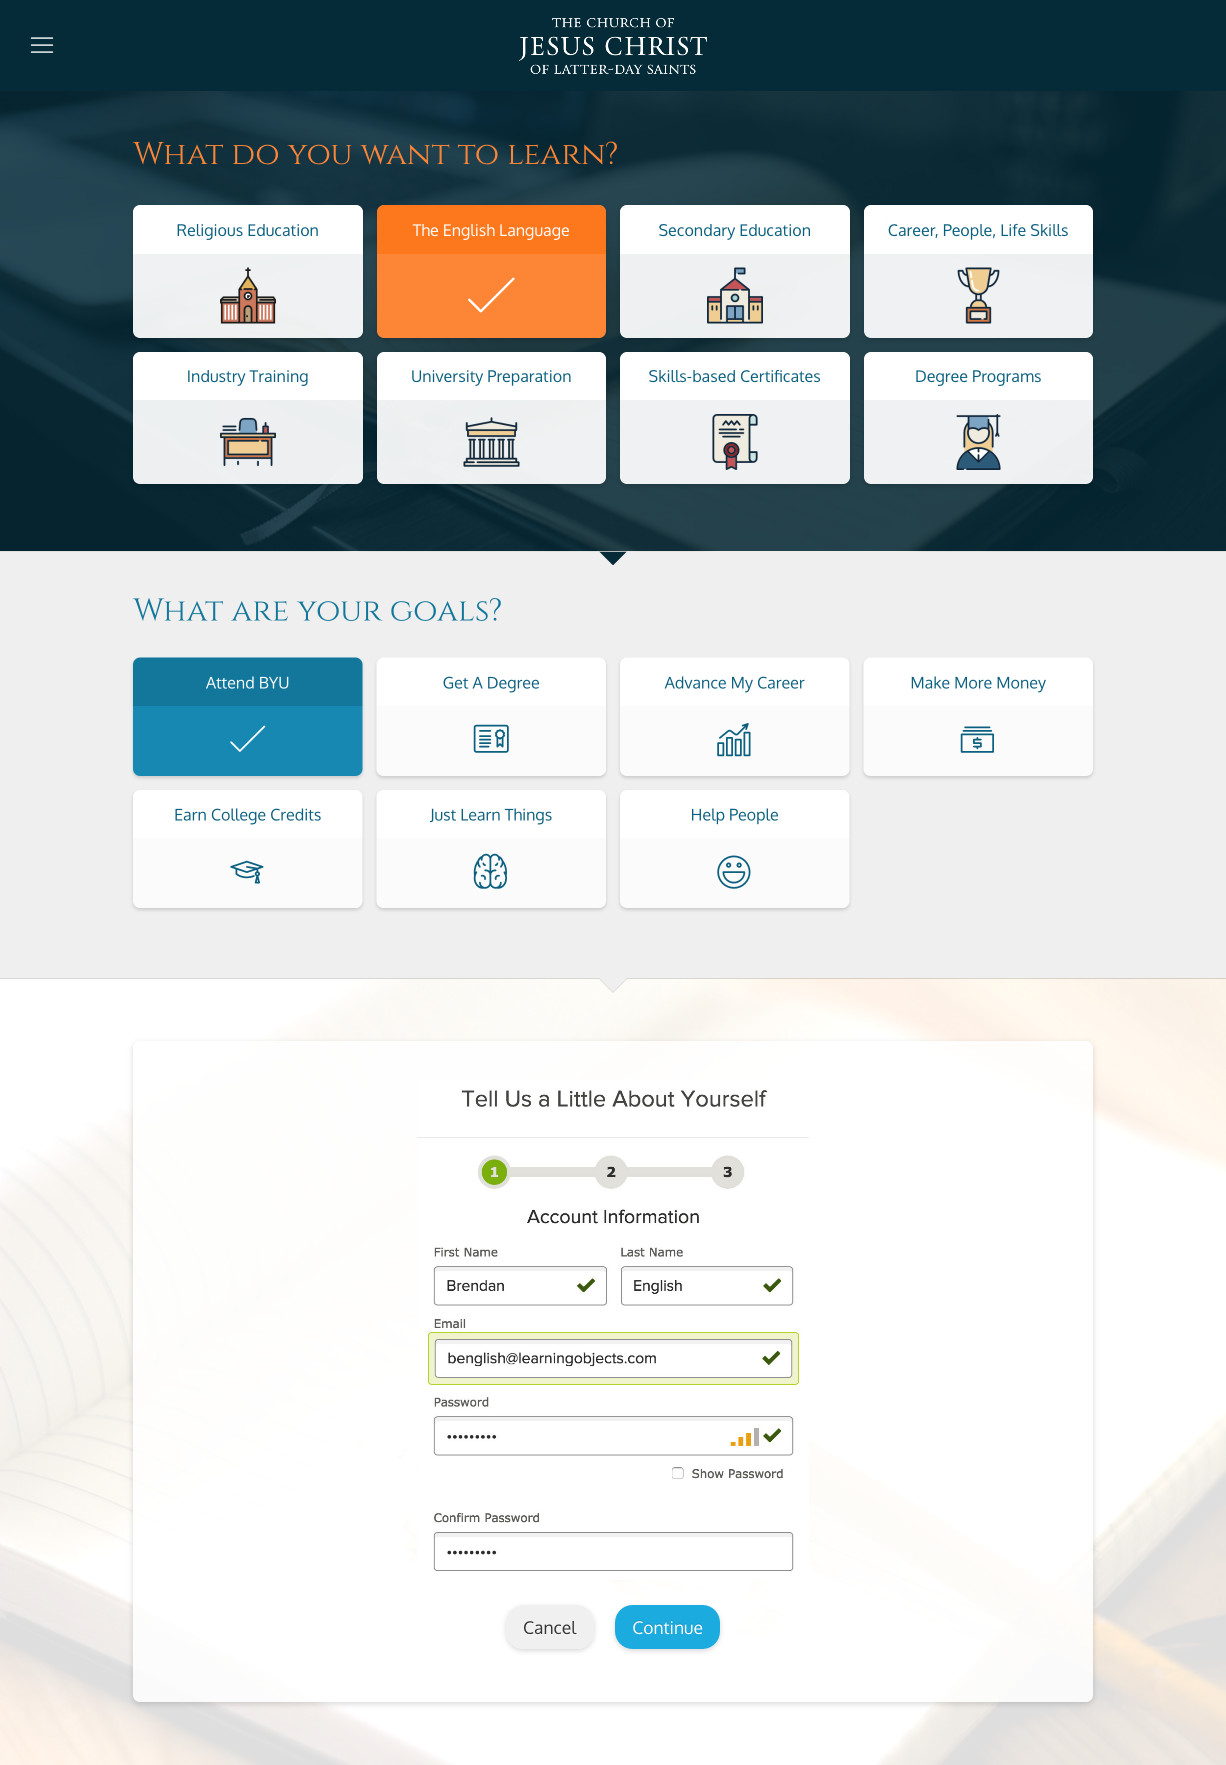 THE CHURCH OF
JESUS CHRIST
OF LATTER-DAY SAINTS
WHAT DO YOU WANT TO LEARN?
Religious Education
The English Language
Secondary Education
Career, People, Life Skills
Industry Training
University Preparation
Skills-based Certificates
Degree Programs
WHAT ARE YOUR GOALS?
Attend BYU
Get A Degree
Advance My Career
Make More Money
$
Earn College Credits
Just Learn Things
Help People
Tell Us a Little About Yourself
1 2 3
Account Information
First Name Last Name
Brendan English
Email
benglish@learningobjects.com
Password
•••••••••
Show Password
Confirm Password
•••••••••
Cancel Continue